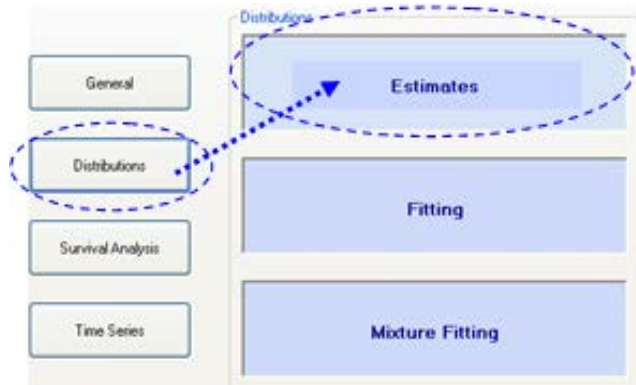 Distributions
General
Estimates
Distributions
Fitting
Survival Analysis
Time Series
Mixture Fitting